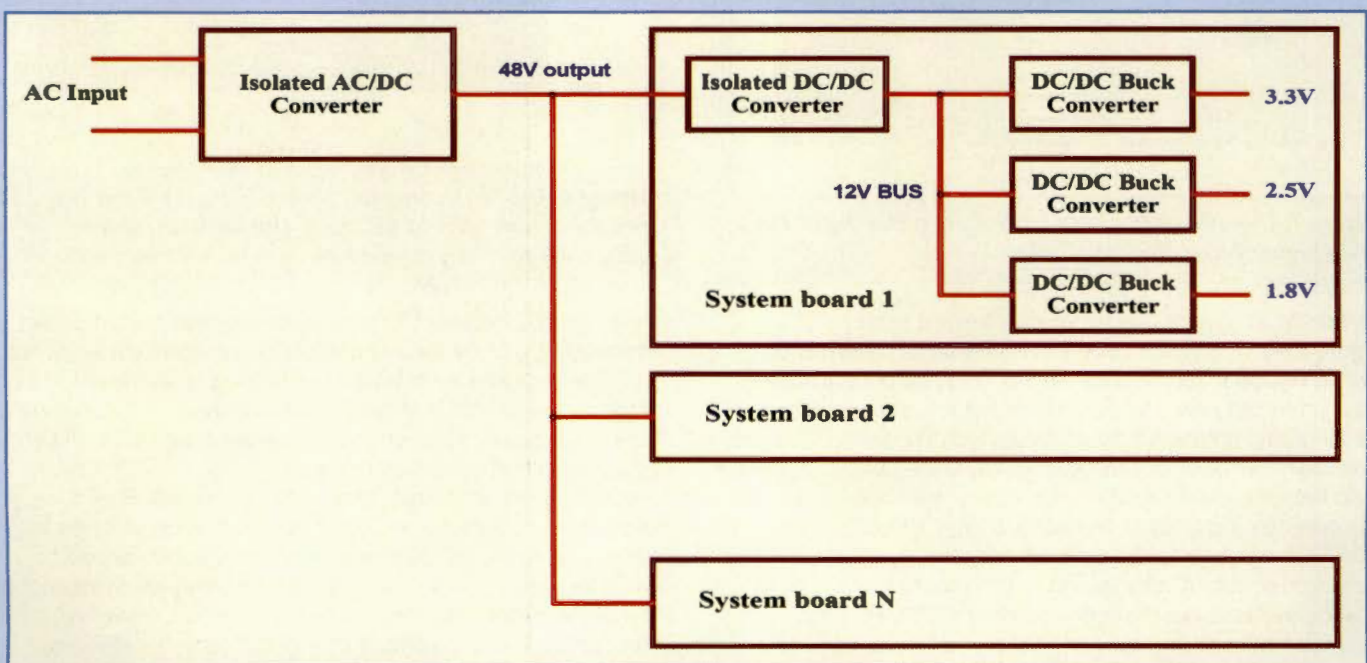 AC Input
Isolated AC/DC
Converter
48V output
Isolated DC/DC
Converter
DC/DC Buck
Converter
3.3V
12V BUS
DC/DC Buck
Converter
2.5V
DC/DC Buck
Converter
1.8V
System board 1
System board 2
System board N